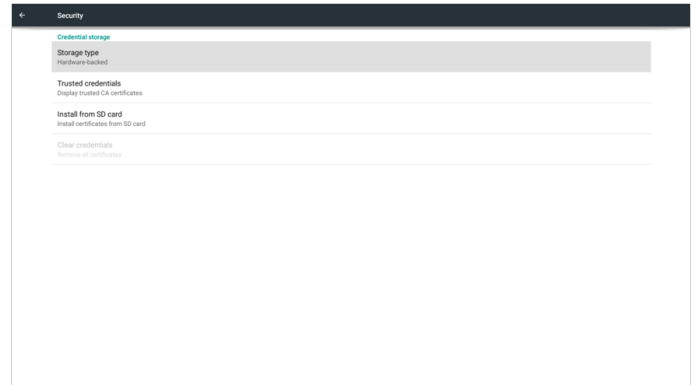 Security
Credential storage
Storage type
Hardware-backed
Trusted credentials
Display trusted CA certificates
Install from SD card
Install certificates from SD card
Clear credentials
Remove all certificates